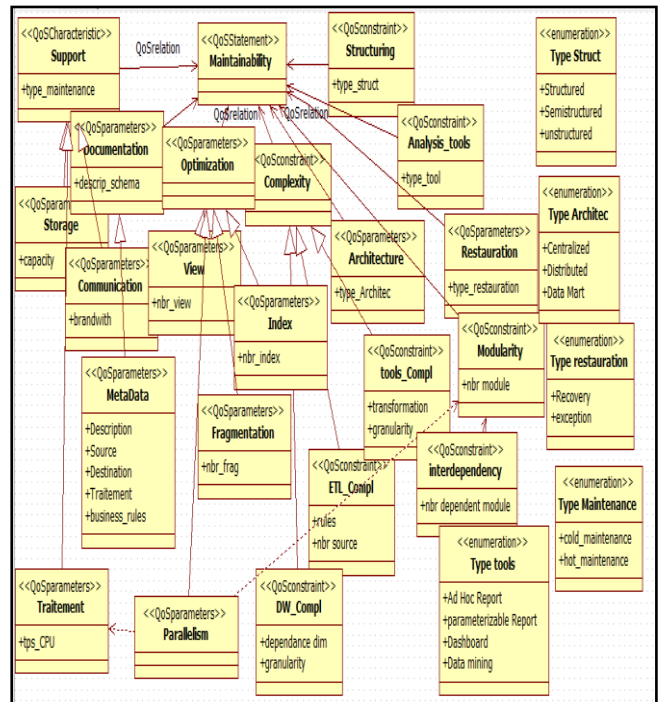 <<QoSCharacteristic>>
Support
+type_maintenance
QoSrelation
<<QoSStatement>>
Maintainability
<<QoSconstraint>>
Structuring
+type_struct
<<enumeration>>
Type Struct
+Structured
+Semistructured
+unstructured
QoSrelation
QoSrelation
<<QoSparameters>>
Documentation
+descrip_schema
<<QoSparameters>>
Optimization
<<QoSconstraint>>
Complexity
<<QoSconstraint>>
Analysis_tools
+type_tool
<<QoSparam
Storage
+capacity
<<QoSParameters>>
Communication
+brandwith
<<QoSParameters>>
View
+nbr_view
<<QoSParameters>>
Index
+nbr_index
<<QoSParameters>>
Architecture
+type_Architec
<<QoSParameters>>
Restauration
+type_restauration
<<enumeration>>
Type Architec
+Centralized
+Distributed
+Data Mart
<<QoSconstraint>>
Modularity
+nbr module
<<enumeration>>
Type restauration
+Recovery
+exception
<<QoSparameters>>
MetaData
+Description
+Source
+Destination
+Traitement
+business_rules
<<QoSParameters>>
Fragmentation
+nbr_frag
<<QoSconstraint>>
tools_Compl
+transformation
+granularity
<<QoSconstraint>>
ETL_Compl
+rules
+nbr source
<<QoSconstraint>>
interdependency
+nbr dependent module
<<enumeration>>
Type Maintenance
+cold_maintenance
+hot_maintenance
<<enumeration>>
Type tools
+Ad Hoc Report
+parameterizable Report
+Dashboard
+Data mining
<<QoSparameters>>
Traitement
+tps_CPU
<<QoSparameters>>
Parallelism
<<QoSconstraint>>
DW_Compl
+dependance dim
+granularity